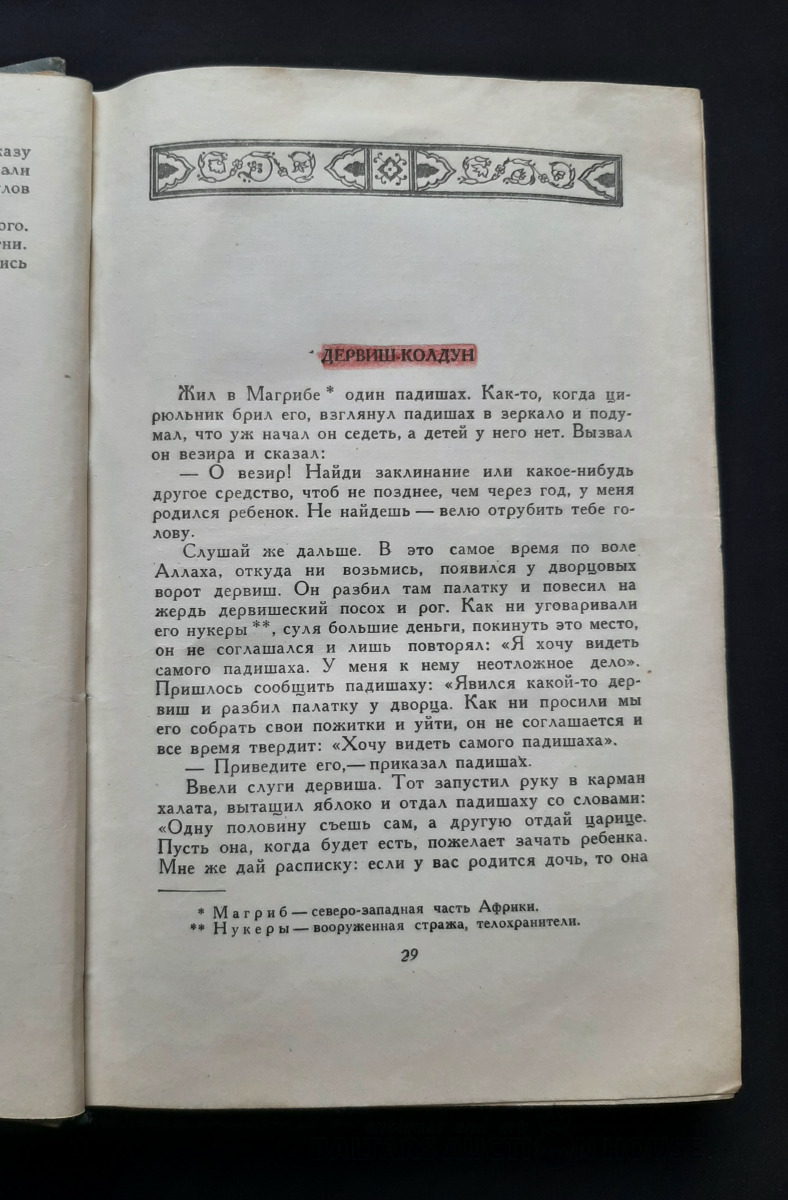 казу
али
лов
ого.
ни.
ись
ДЕРВИШ-КОЛДУН
Жил в Магрибе * один падишах. Как-то, когда ци-
рюльник брил его, взглянул падишах в зеркало и поду-
мал, что уж начал он седеть, а детей у него нет. Вызвал
он везира и сказал:
— О везир! Найди заклинание или какое-нибудь
другое средство, чтоб не позднее, чем через год, у меня
родился ребенок. Не найдешь — велю отрубить тебе го-
лову.
Слушай же дальше. В это самое время по воле
Аллаха, откуда ни возьмись, появился у дворцовых
ворот дервиш. Он разбил там палатку и повесил на
жердь дервишеский посох и рог. Как ни уговаривали
его нукеры **, суля большие деньги, покинуть это место,
он не соглашался и лишь повторял: «Я хочу видеть
самого падишаха. У меня к нему неотложное дело».
Пришлось сообщить падишаху: «Явился какой-то дер-
виш и разбил палатку у дворца. Как ни просили мы
его собрать свои пожитки и уйти, он не соглашается и
все время твердит: «Хочу видеть самого падишаха».
— Приведите его,— приказал падишах.
Ввели слуги дервиша. Тот запустил руку в карман
халата, вытащил яблоко и отдал падишаху со словами:
«Одну половину съешь сам, а другую отдай царице.
Пусть она, когда будет есть, пожелает зачать ребенка.
Мне же дай расписку: если у вас родится дочь, то она
* Магриб — северо-западная часть Африки.
** Нукеры — вооруженная стража, телохранители.
29